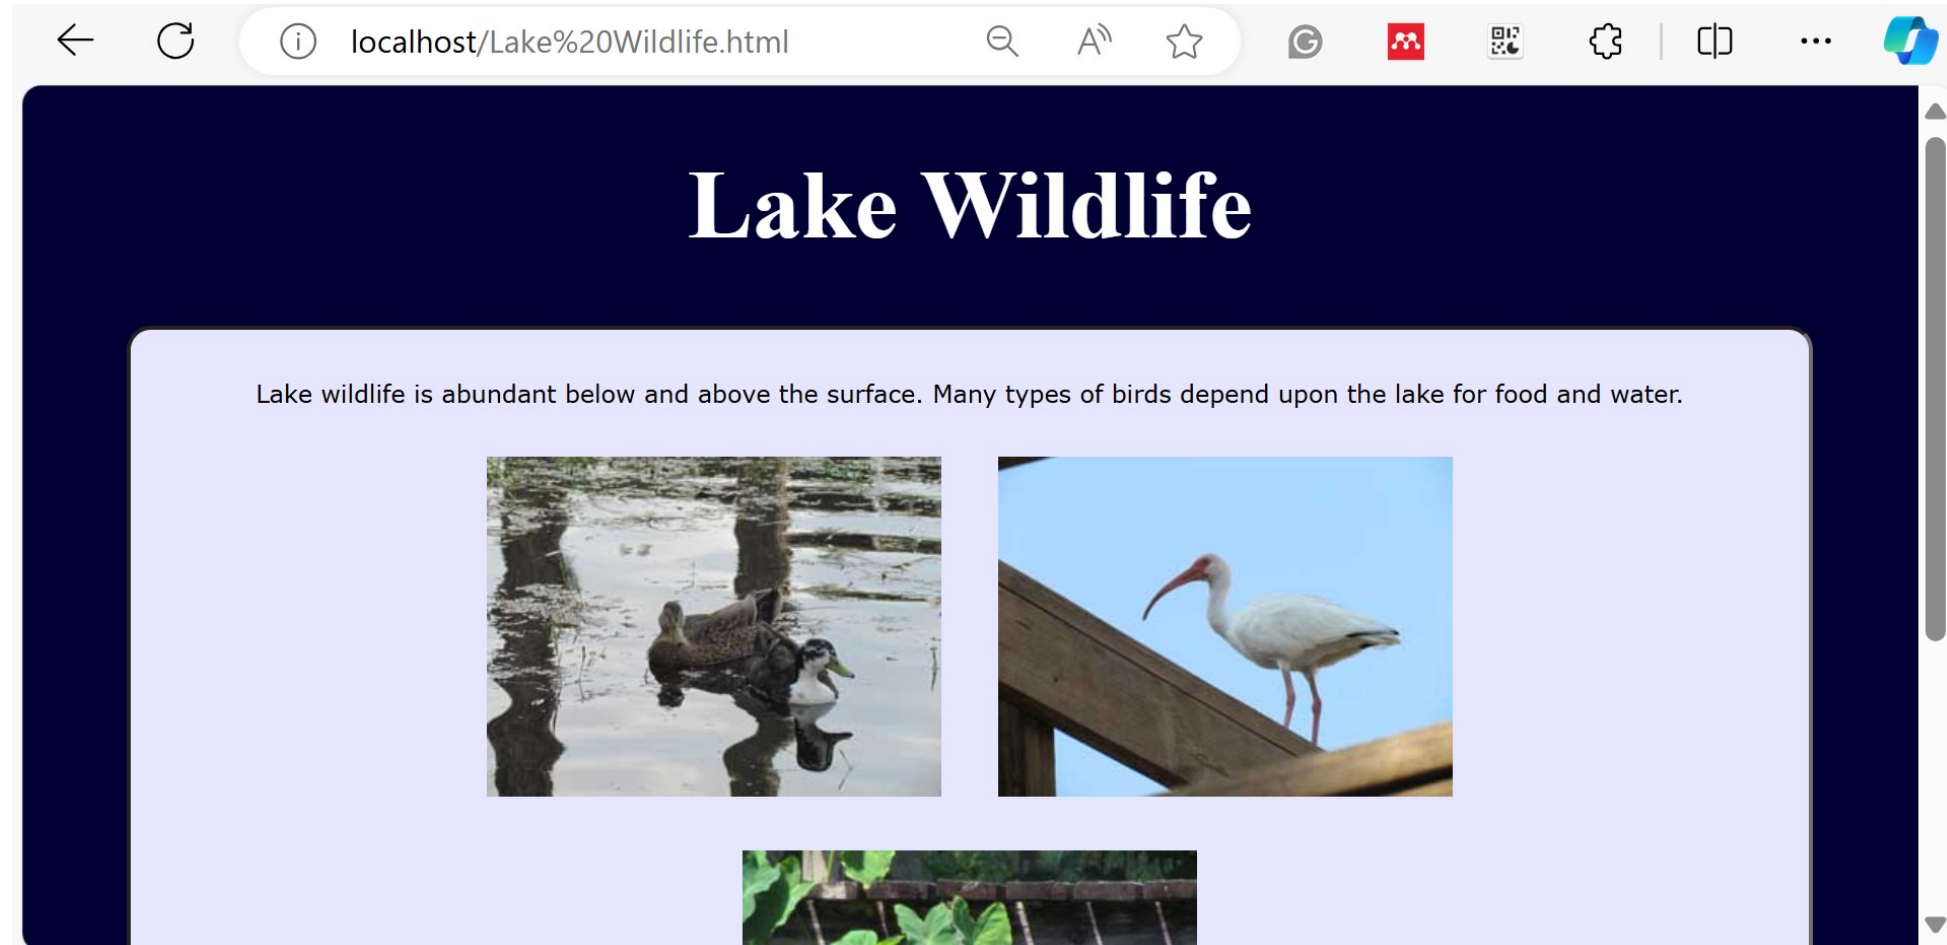 localhost/Lake%20Wildlife.html
Lake Wildlife
Lake wildlife is abundant below and above the surface. Many types of birds depend upon the lake for food and water.